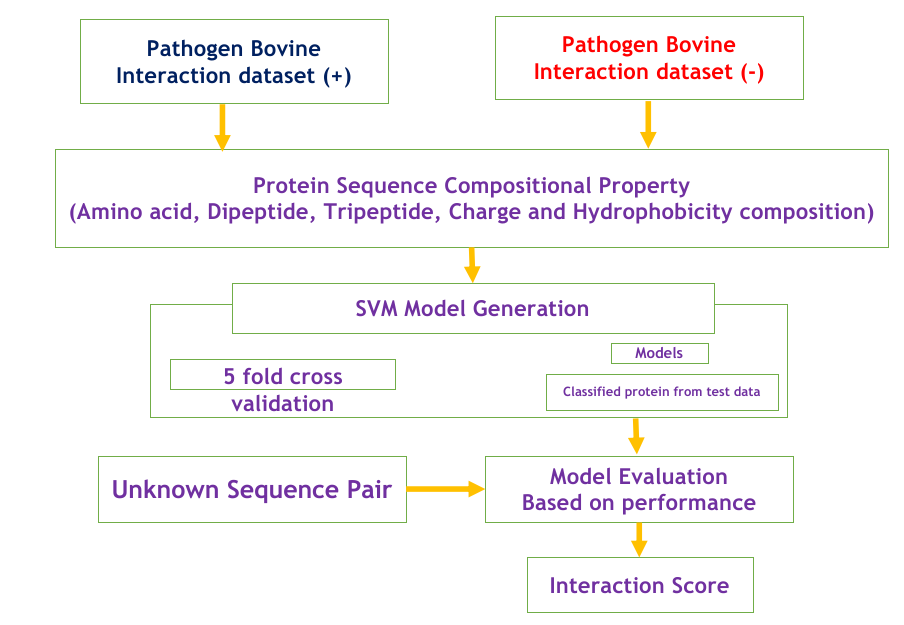 Pathogen Bovine
Interaction dataset (+)
Pathogen Bovine
Interaction dataset (-)
Protein Sequence Compositional Property
(Amino acid, Dipeptide, Tripeptide, Charge and Hydrophobicity composition)
SVM Model Generation
5 fold cross
validation
Models
Classified protein from test data
Unknown Sequence Pair
Model Evaluation
Based on performance
Interaction Score